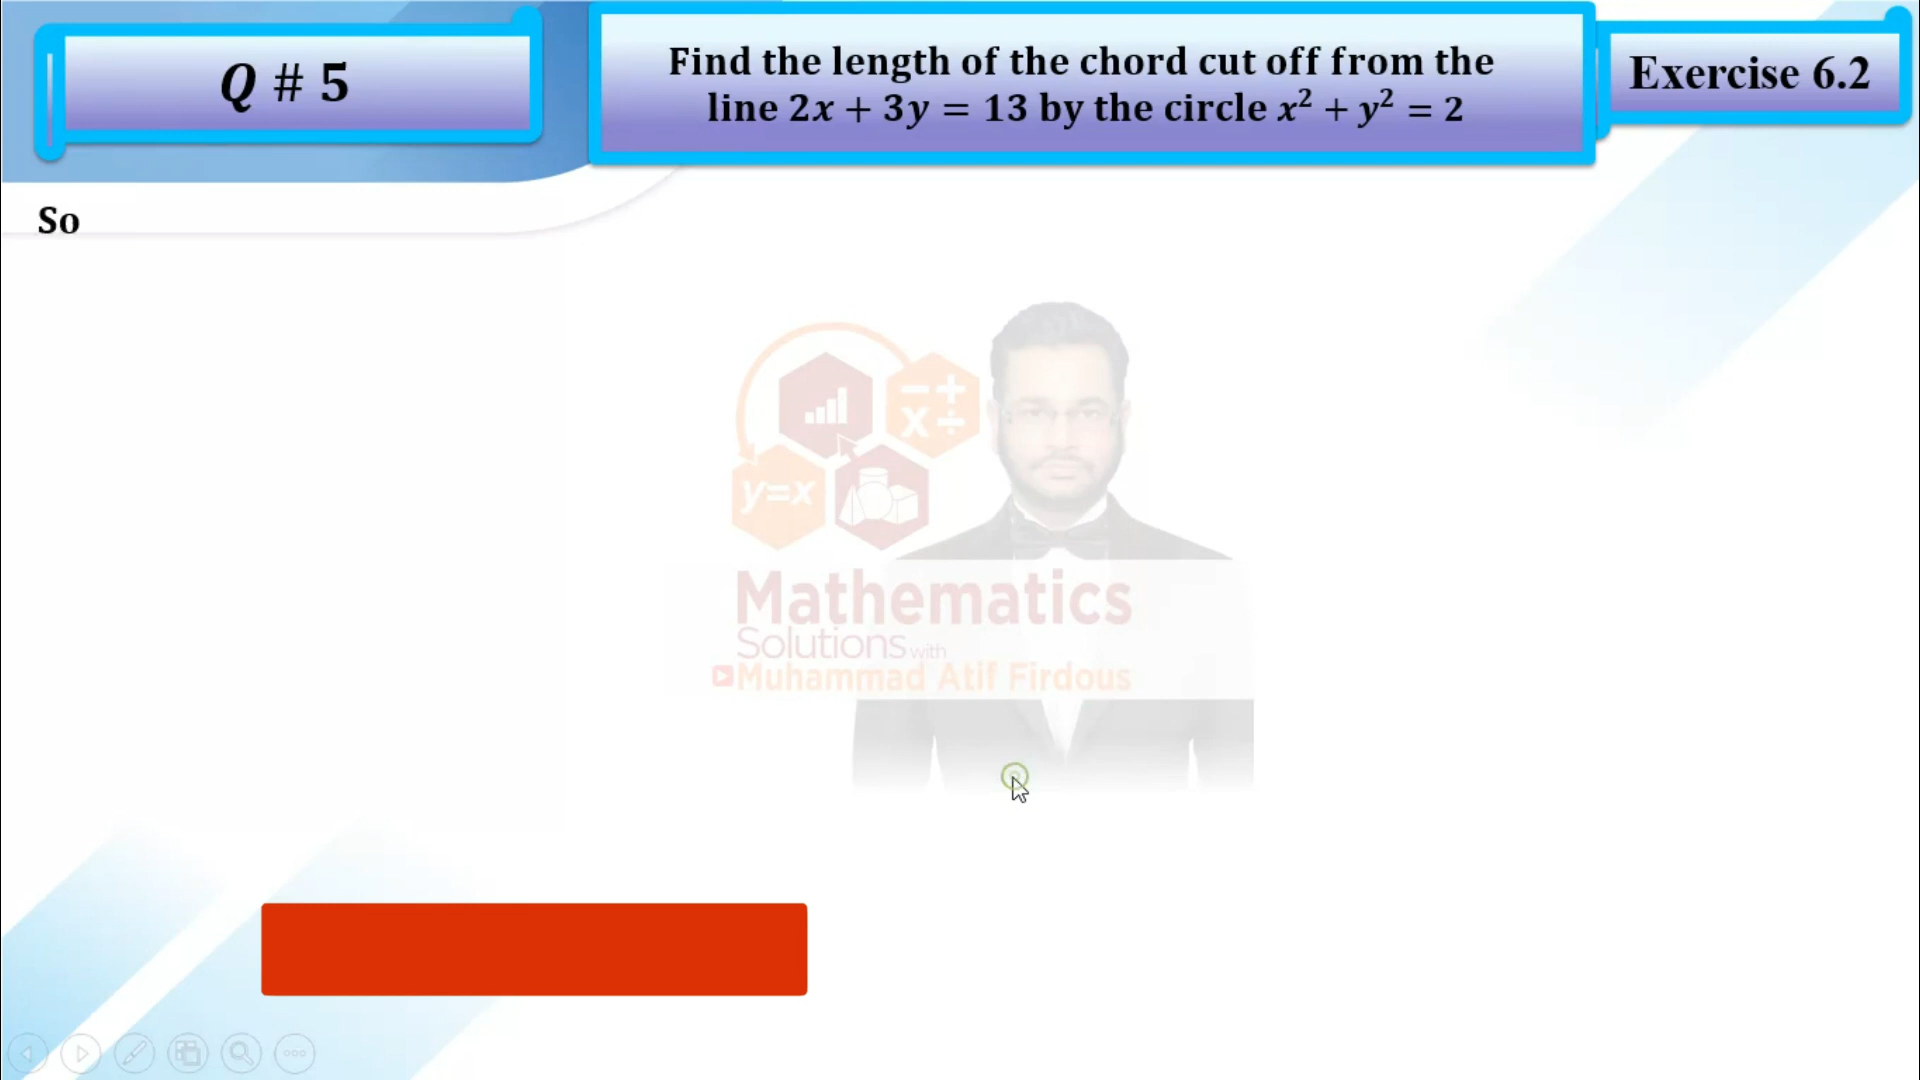 Q # 5
Find the length of the chord cut off from the
line 2x + 3y = 13 by the circle x² + y² = 2
Exercise 6.2
So
− +
x ÷
y=x
Mathematics
Solutions with
Muhammad Atif Firdous